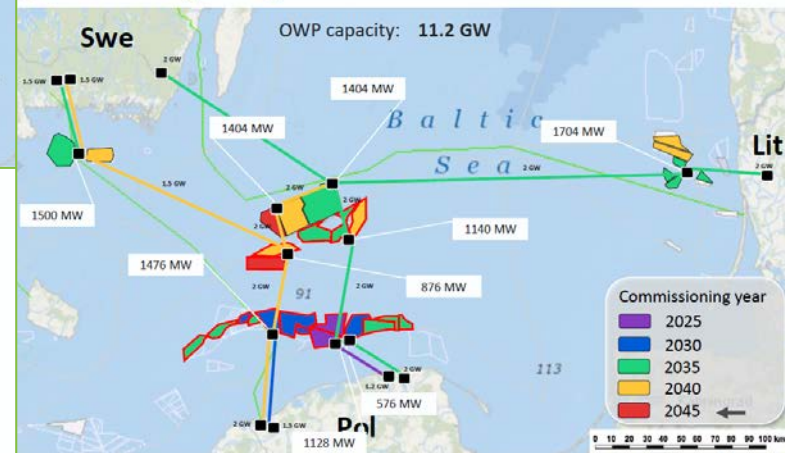 Swe
OWP capacity: 11.2 GW
2 GW
1.5 GW
1.5 GW
1404 MW
1404 MW
Baltic
Sea
1704 MW
Lit
2 GW
2 GW
1.5 GW
2 GW
2 GW
2 GW
1500 MW
1140 MW
1476 MW
876 MW
2 GW
91
2 GW
Commissioning year
2025
2030
2035
2040
2045
113
2 GW
1.2 GW
576 MW
2 GW
1.5 GW
Pol
1128 MW
0 10 20 30 40 50 60 70 80 90 100 km